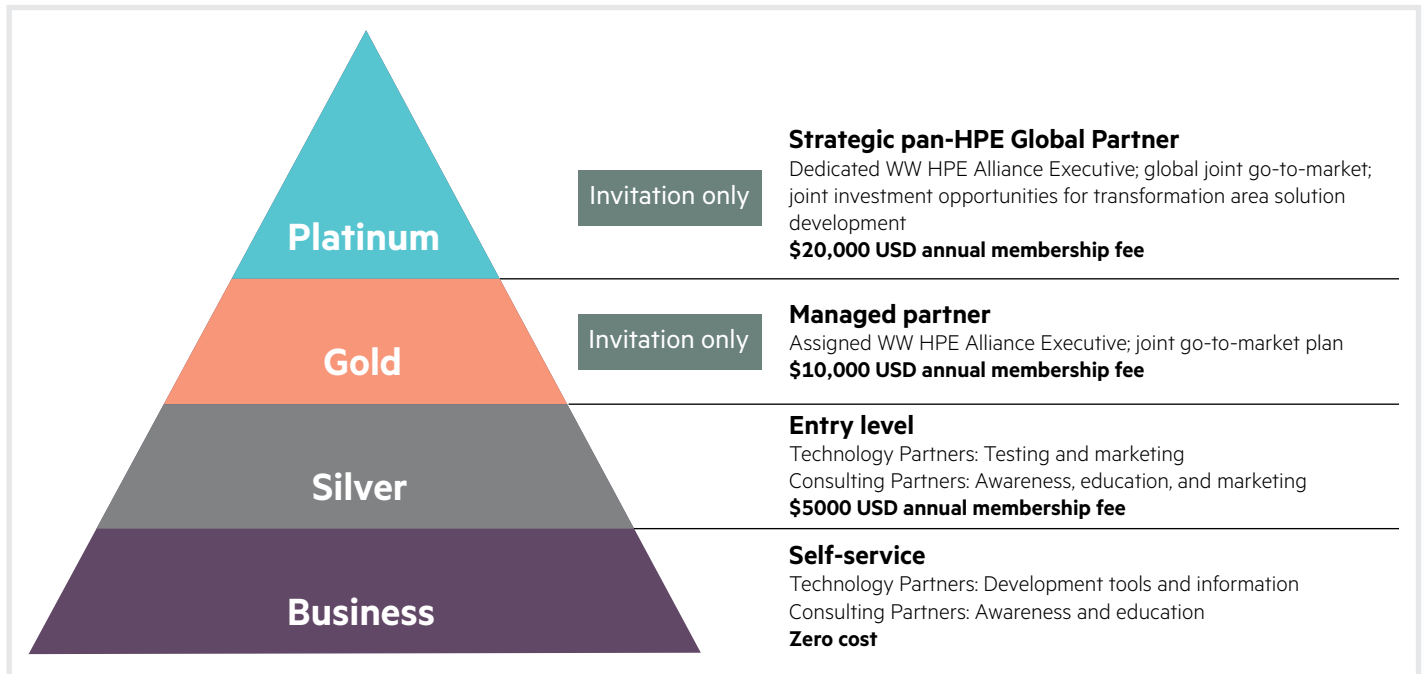 Platinum
Invitation only
Strategic pan-HPE Global Partner
Dedicated WW HPE Alliance Executive; global joint go-to-market;
joint investment opportunities for transformation area solution
development
$20,000 USD annual membership fee
Gold
Invitation only
Managed partner
Assigned WW HPE Alliance Executive; joint go-to-market plan
$10,000 USD annual membership fee
Silver
Entry level
Technology Partners: Testing and marketing
Consulting Partners: Awareness, education, and marketing
$5000 USD annual membership fee
Business
Self-service
Technology Partners: Development tools and information
Consulting Partners: Awareness and education
Zero cost